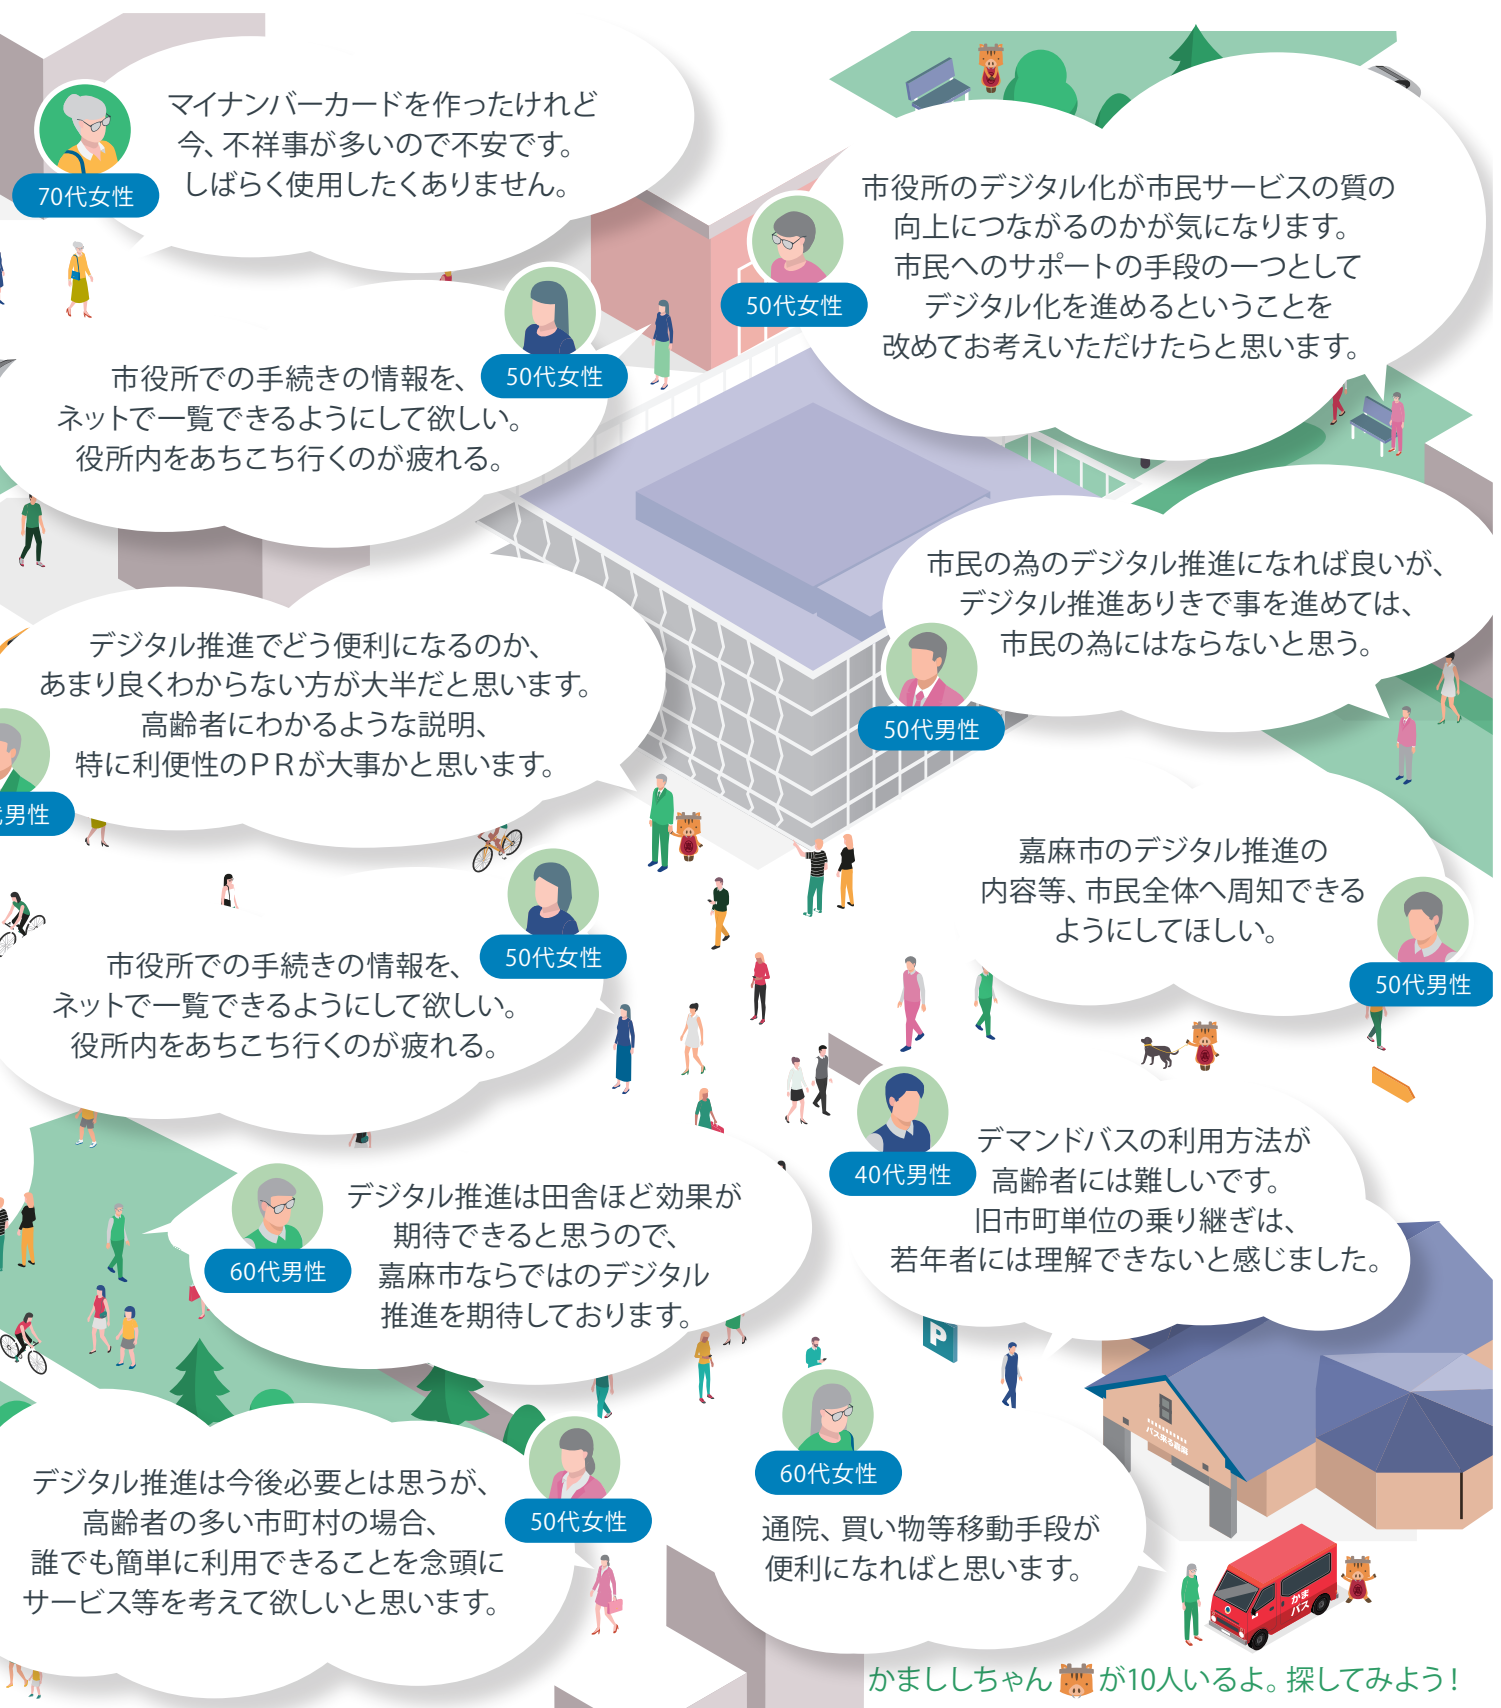 マイナンバーカードを作ったけれど
今、不祥事が多いので不安です。
しばらく使用したくありません。
70代女性
市役所のデジタル化が市民サービスの質の
向上につながるのかが気になります。
市民へのサポートの手段の一つとして
デジタル化を進めるということを
改めてお考えいただけたらと思います。
50代女性
市役所での手続きの情報を、
ネットで一覧できるようにして欲しい。
役所内をあちこち行くのが疲れる。
50代女性
市民の為のデジタル推進になれば良いが、
デジタル推進ありきで事を進めては、
市民の為にはならないと思う。
50代男性
デジタル推進でどう便利になるのか、
あまり良くわからない方が大半だと思います。
高齢者にわかるような説明、
特に利便性のＰＲが大事かと思います。
代男性
嘉麻市のデジタル推進の
内容等、市民全体へ周知できる
ようにしてほしい。
50代男性
市役所での手続きの情報を、
ネットで一覧できるようにして欲しい。
役所内をあちこち行くのが疲れる。
50代女性
デマンドバスの利用方法が
高齢者には難しいです。
旧市町単位の乗り継ぎは、
若年者には理解できないと感じました。
40代男性
デジタル推進は田舎ほど効果が
期待できると思うので、
嘉麻市ならではのデジタル
推進を期待しております。
60代男性
P
デジタル推進は今後必要とは思うが、
高齢者の多い市町村の場合、
誰でも簡単に利用できることを念頭に
サービス等を考えて欲しいと思います。
50代女性
60代女性
通院、買い物等移動手段が
便利になればと思います。
かま
バス
かまししちゃん が10人いるよ。探してみよう！